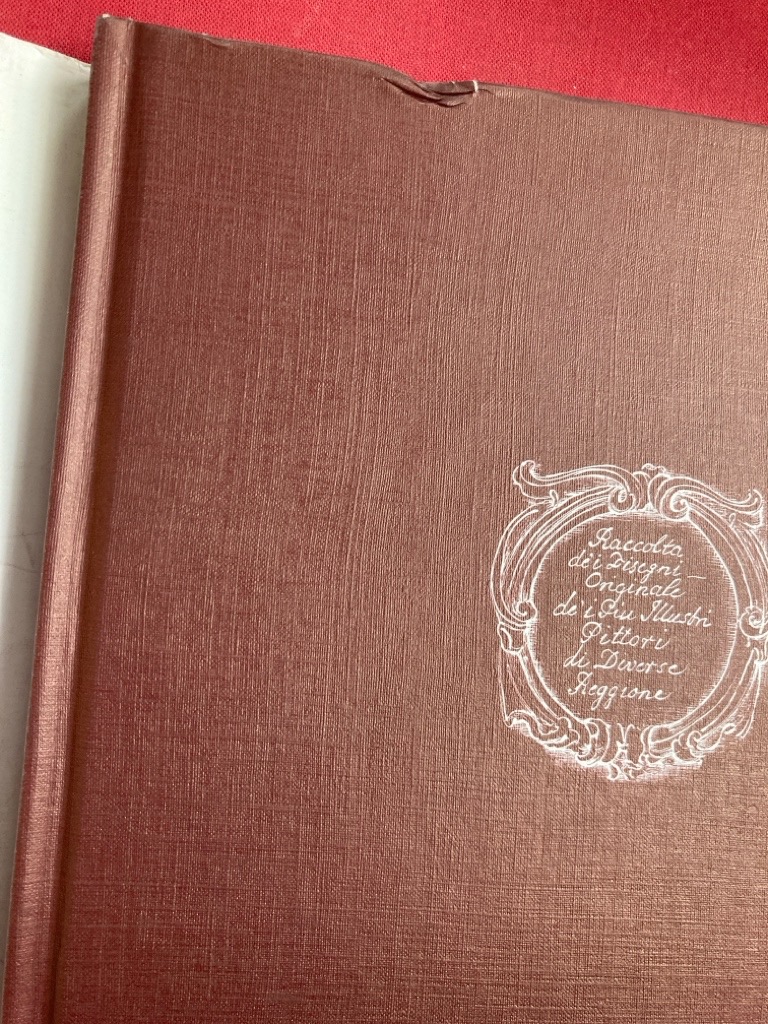 Raccolta
dei Disegni
Originale
de'i Piu Illustri
Pittori
di Diverse
Reggione